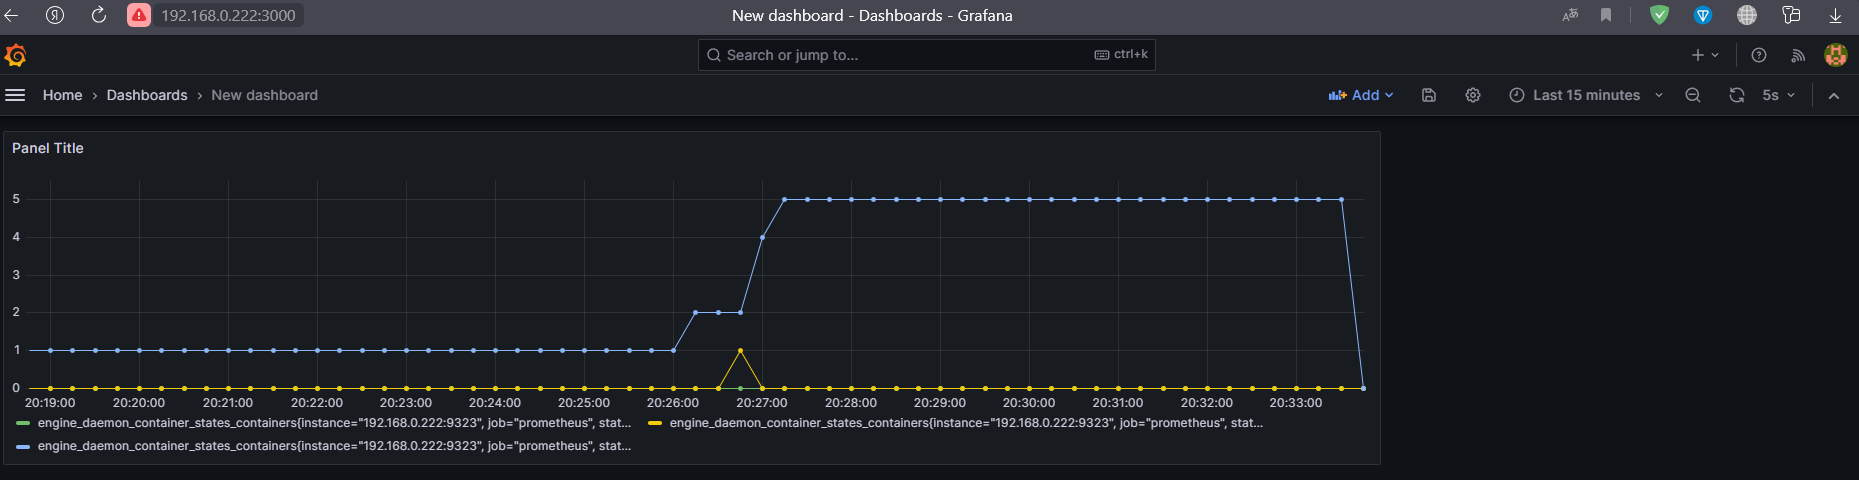 192.168.0.222:3000 New dashboard - Dashboards - Grafana
Search or jump to... ctrl+k
Home › Dashboards › New dashboard Add Last 15 minutes 5s
Panel Title
5
4
3
2
1
0
20:19:00 20:20:00 20:21:00 20:22:00 20:23:00 20:24:00 20:25:00 20:26:00 20:27:00 20:28:00 20:29:00 20:30:00 20:31:00 20:32:00 20:33:00
engine_daemon_container_states_containers{instance="192.168.0.222:9323", job="prometheus", stat... engine_daemon_container_states_containers{instance="192.168.0.222:9323", job="prometheus", stat...
engine_daemon_container_states_containers{instance="192.168.0.222:9323", job="prometheus", stat...